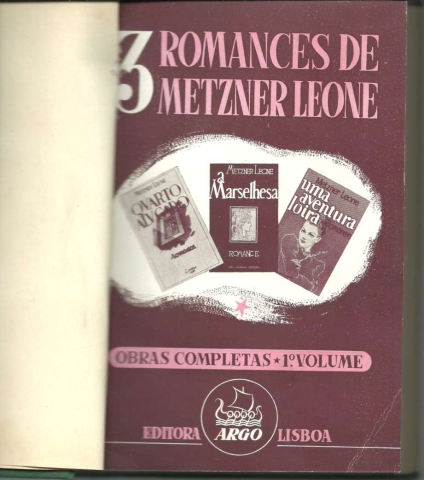 3 ROMANCES DE
METZNER LEONE
QUARTO
ALUGADO
METZNER LEONE
a
Marselhesa
ROMANCE
Metzner Leone
uma
aventura
loira
OBRAS COMPLETAS ★ 1º. VOLUME
EDITORA ARGO LISBOA